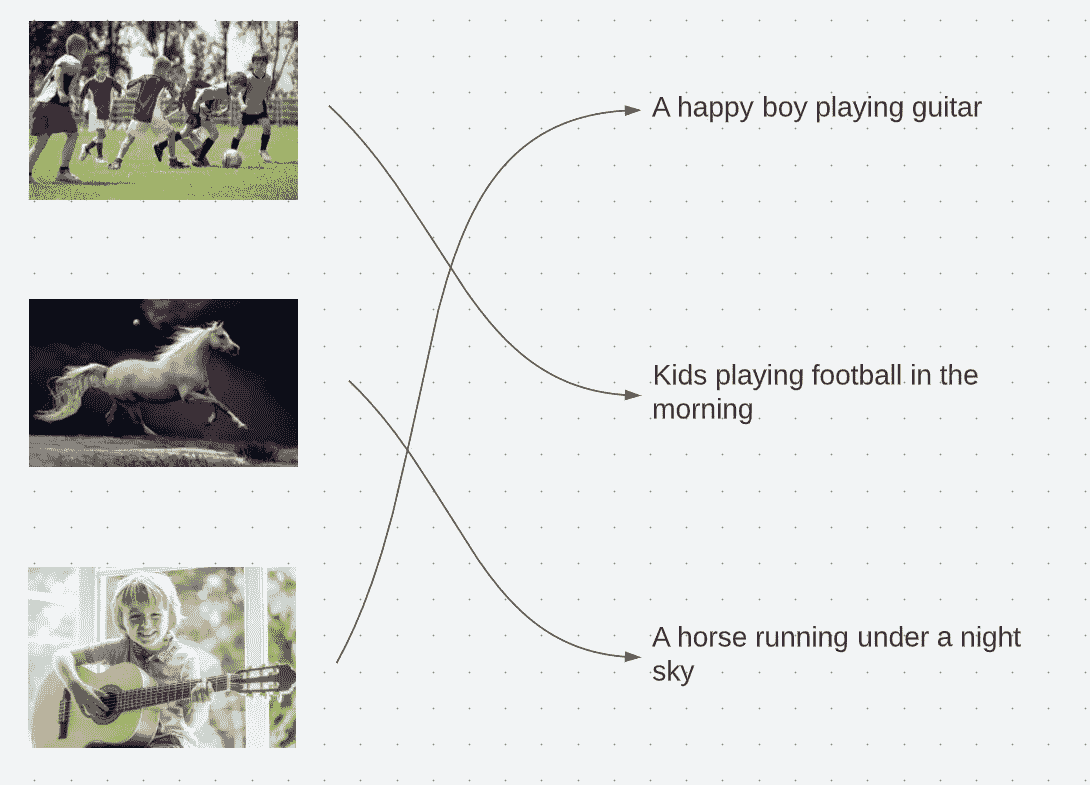 A happy boy playing guitar
Kids playing football in the
morning
A horse running under a night
sky